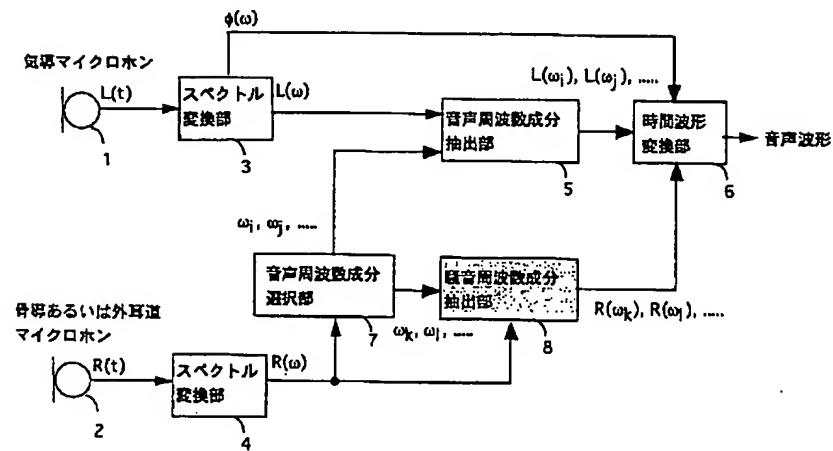 ϕ(ω)
気導マイクロホン
L(t)
スペクトル
変換部
L(ω)
L(ωi), L(ωj), .....
音声周波数成分
抽出部
時間波形
変換部
音声波形
1
3
5
6
ωi, ωj, .....
音声周波数成分
選択部
騒音周波数成分
抽出部
骨導あるいは外耳道
マイクロホン
7
ωk, ωl, .....
8
R(ωk), R(ωl), .....
R(t)
スペクトル
変換部
R(ω)
2
4